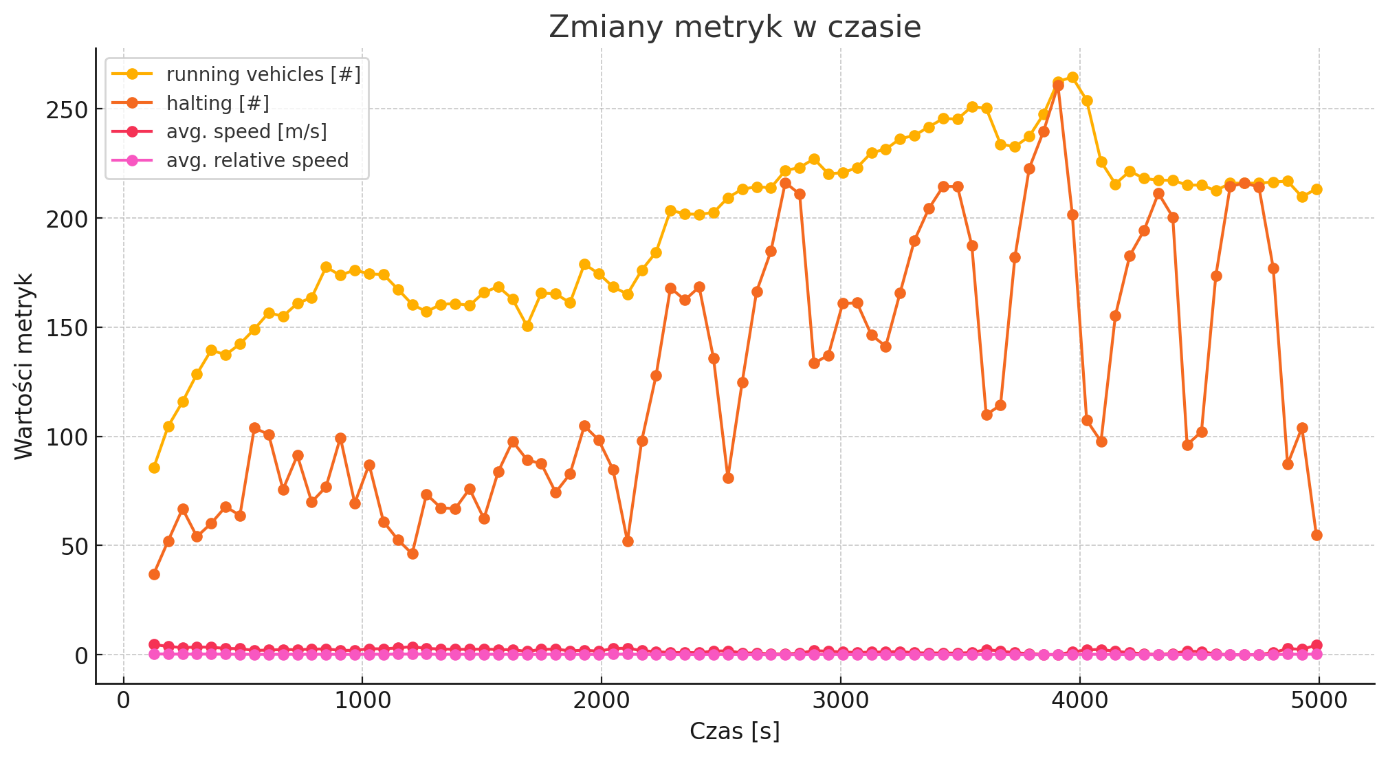 Zmiany metryk w czasie
running vehicles [#]
halting [#]
avg. speed [m/s]
avg. relative speed
Wartości metryk
250
200
150
100
50
0
0 1000 2000 3000 4000 5000
Czas [s]